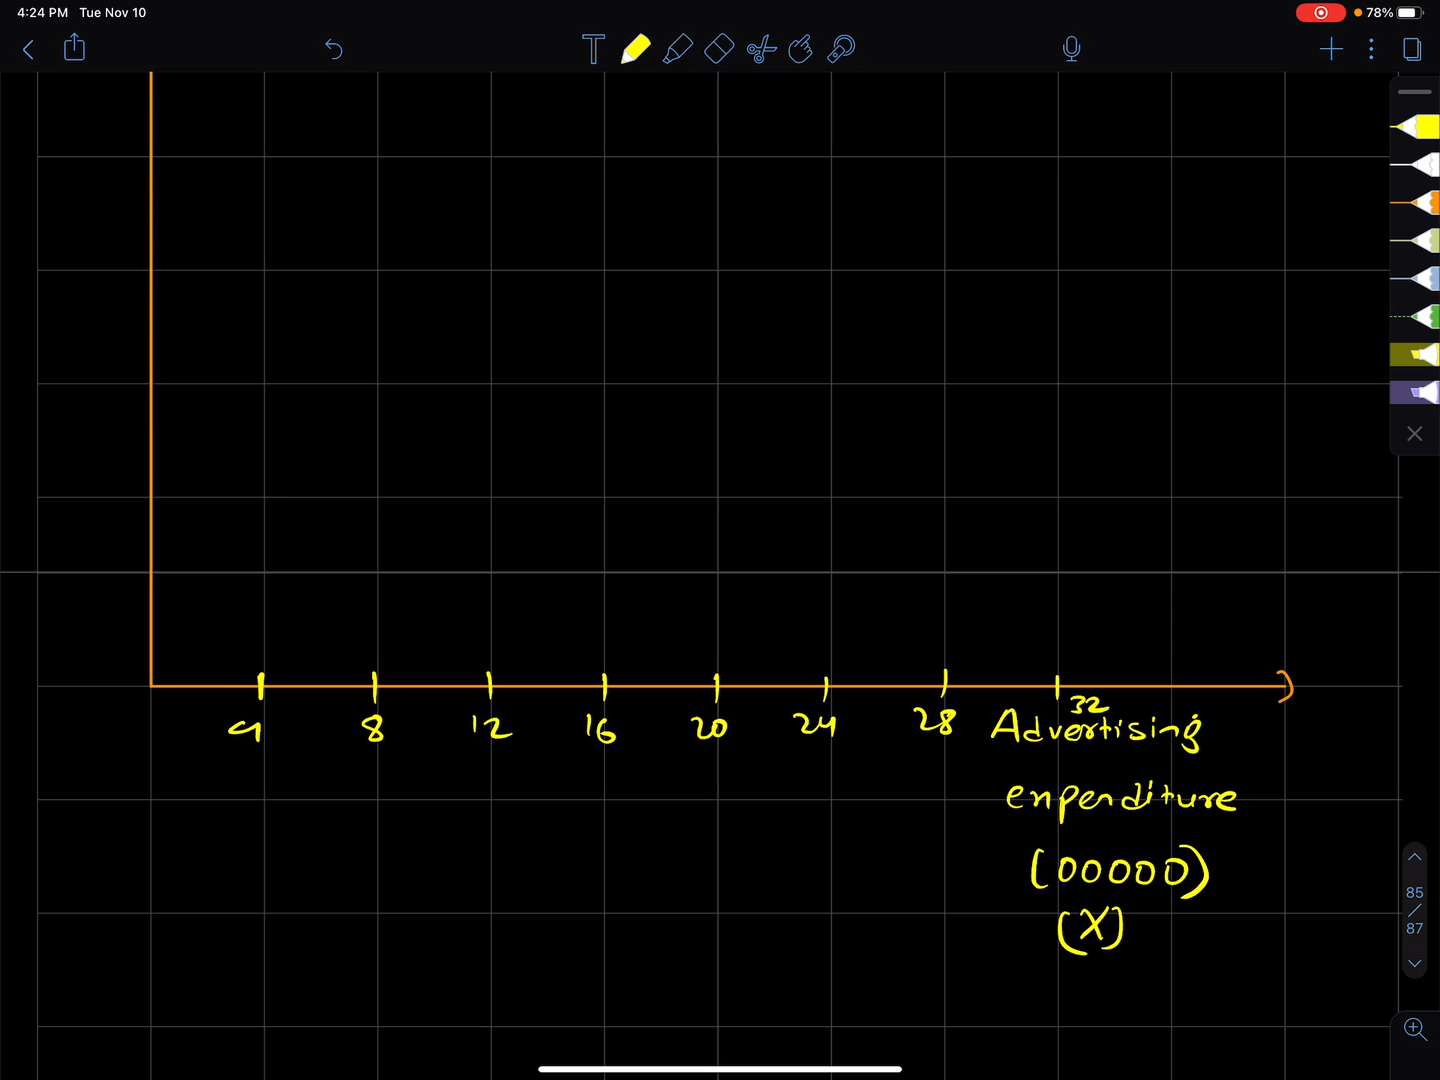 4:24 PM Tue Nov 10
78%
4 8 12 16 20 24 28 32
Advertising
expenditure
(00000)
(X)
85
/
87